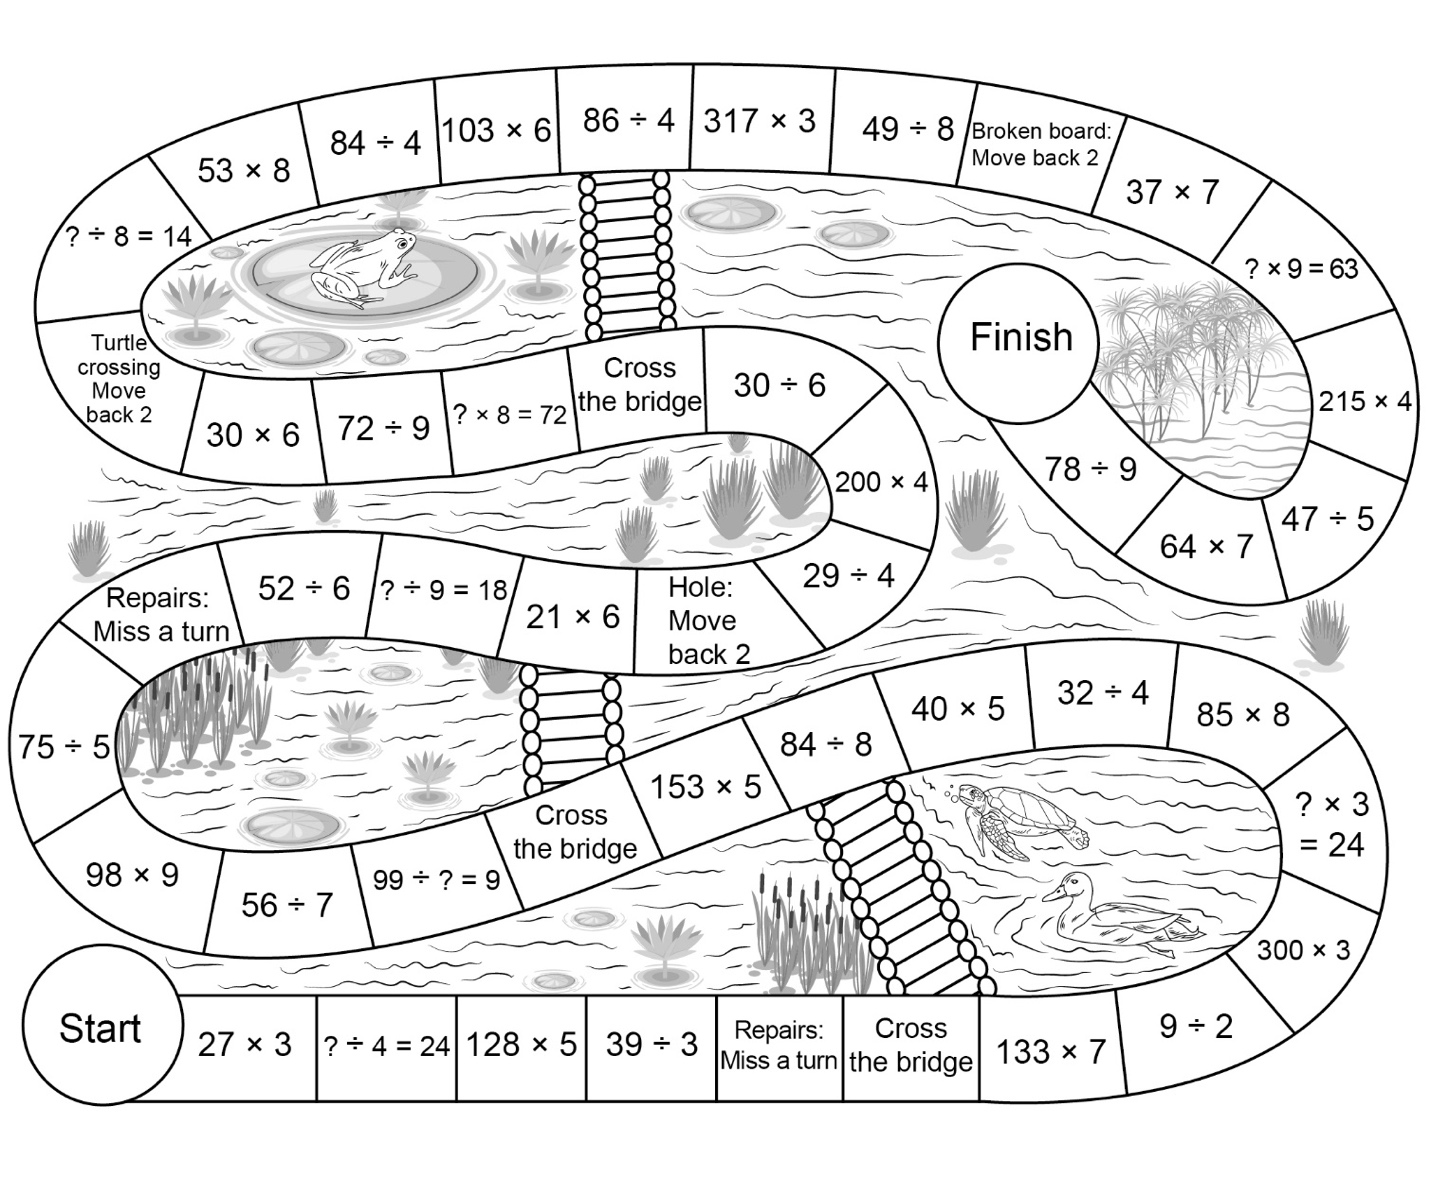 ? ÷ 8 = 14
53 × 8
84 ÷ 4
103 × 6
86 ÷ 4
317 × 3
49 ÷ 8
Broken board:
Move back 2
37 × 7
? × 9 = 63
215 × 4
47 ÷ 5
64 × 7
78 ÷ 9
Finish
Turtle
crossing
Move
back 2
30 × 6
72 ÷ 9
? × 8 = 72
Cross
the bridge
30 ÷ 6
200 × 4
29 ÷ 4
Hole:
Move
back 2
21 × 6
? ÷ 9 = 18
52 ÷ 6
Repairs:
Miss a turn
75 ÷ 5
98 × 9
56 ÷ 7
99 ÷ ? = 9
Cross
the bridge
153 × 5
84 ÷ 8
40 × 5
32 ÷ 4
85 × 8
? × 3
= 24
300 × 3
9 ÷ 2
133 × 7
Cross
the bridge
Repairs:
Miss a turn
39 ÷ 3
128 × 5
? ÷ 4 = 24
27 × 3
Start